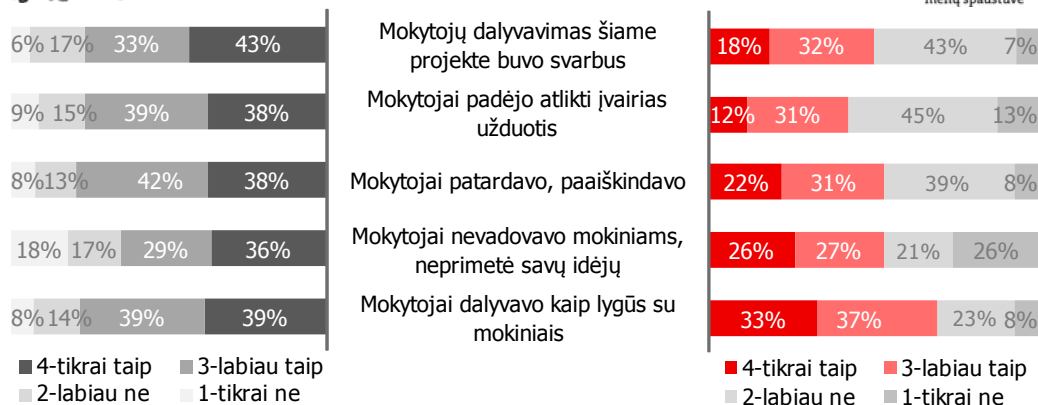 menų spaustuvė
6% 17% 33% 43%
Mokytojų dalyvavimas šiame
projekte buvo svarbus
18% 32% 43% 7%
9% 15% 39% 38%
Mokytojai padėjo atlikti įvairias
užduotis
12% 31% 45% 13%
8% 13% 42% 38%
Mokytojai patardavo, paaiškindavo
22% 31% 39% 8%
18% 17% 29% 36%
Mokytojai nevadovavo mokiniams,
neprimetė savų idėjų
26% 27% 21% 26%
8% 14% 39% 39%
Mokytojai dalyvavo kaip lygūs su
mokiniais
33% 37% 23% 8%
4-tikrai taip 3-labiau taip
2-labiau ne 1-tikrai ne
4-tikrai taip 3-labiau taip
2-labiau ne 1-tikrai ne